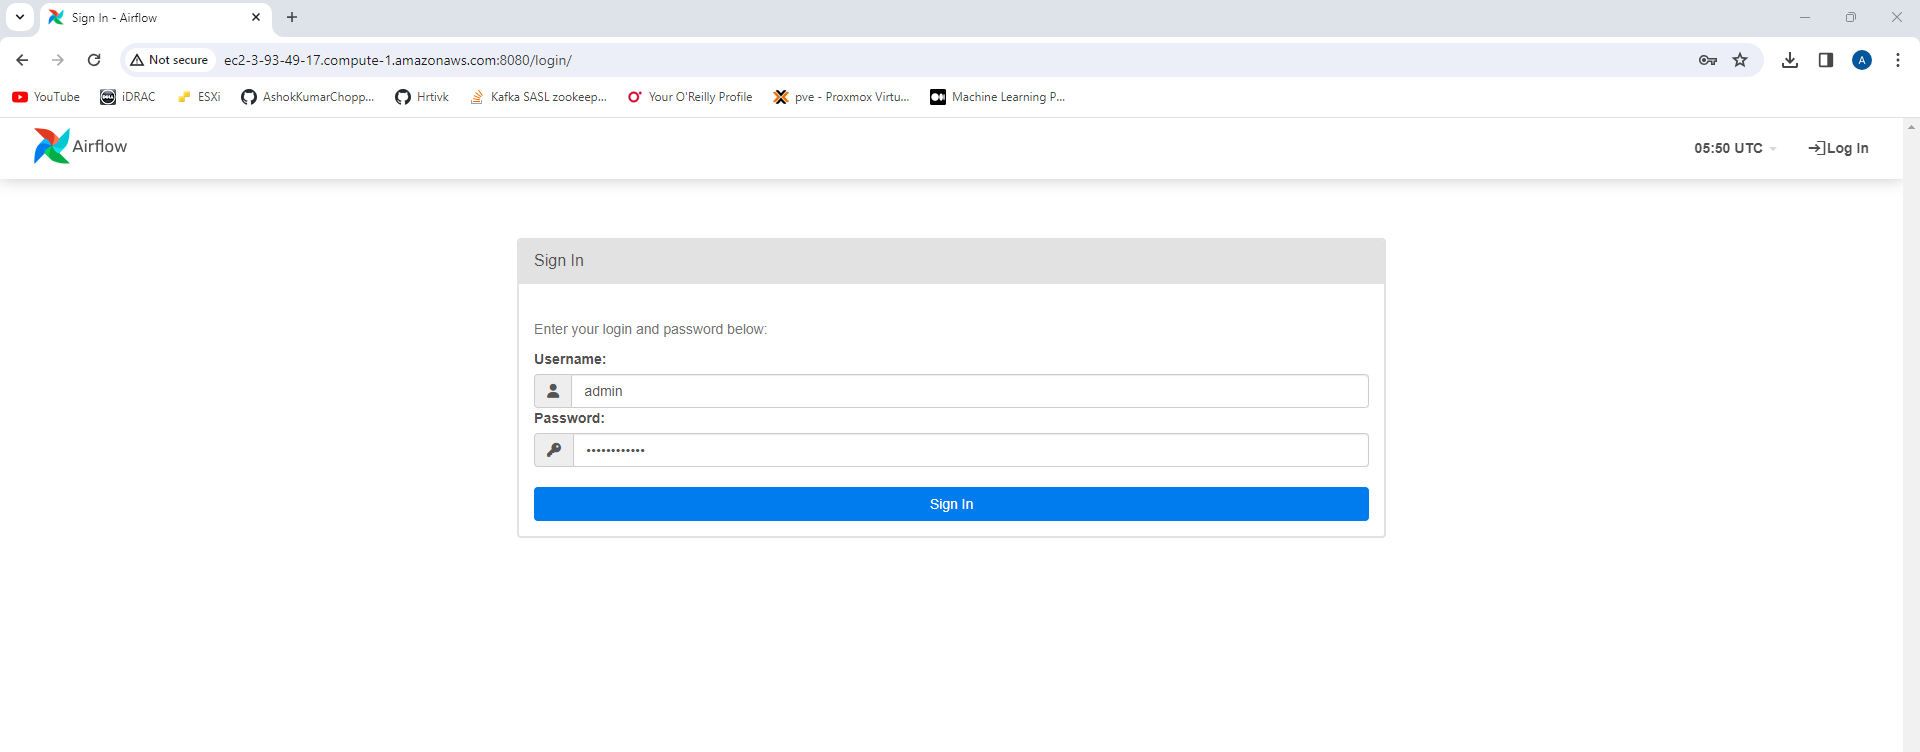 Sign In - Airflow
Not secure ec2-3-93-49-17.compute-1.amazonaws.com:8080/login/ A
YouTube DELL iDRAC ESXi AshokKumarChopp... Hrtivk Kafka SASL zookeep... Your O'Reilly Profile pve - Proxmox Virtu... Machine Learning P...
Airflow 05:50 UTC Log In
Sign In
Enter your login and password below:
Username:
admin
Password:
••••••••••••
Sign In